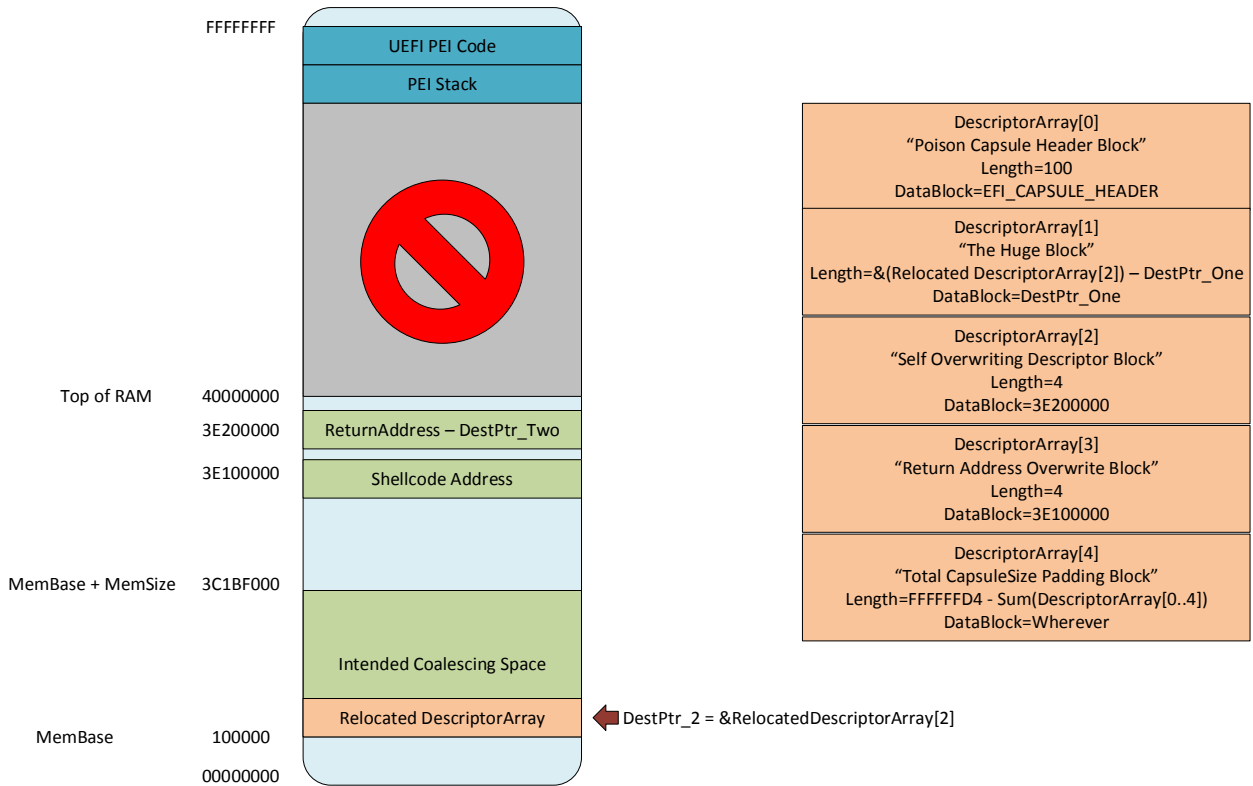 FFFFFFFF
UEFI PEI Code
PEI Stack
Top of RAM 40000000
3E200000 ReturnAddress – DestPtr_Two
3E100000 Shellcode Address
MemBase + MemSize 3C1BF000
Intended Coalescing Space
Relocated DescriptorArray
DestPtr_2 = &RelocatedDescriptorArray[2]
MemBase 100000
00000000
DescriptorArray[0]
“Poison Capsule Header Block”
Length=100
DataBlock=EFI_CAPSULE_HEADER
DescriptorArray[1]
“The Huge Block”
Length=&(Relocated DescriptorArray[2]) – DestPtr_One
DataBlock=DestPtr_One
DescriptorArray[2]
“Self Overwriting Descriptor Block”
Length=4
DataBlock=3E200000
DescriptorArray[3]
“Return Address Overwrite Block”
Length=4
DataBlock=3E100000
DescriptorArray[4]
“Total CapsuleSize Padding Block”
Length=FFFFFFD4 - Sum(DescriptorArray[0..4])
DataBlock=Wherever